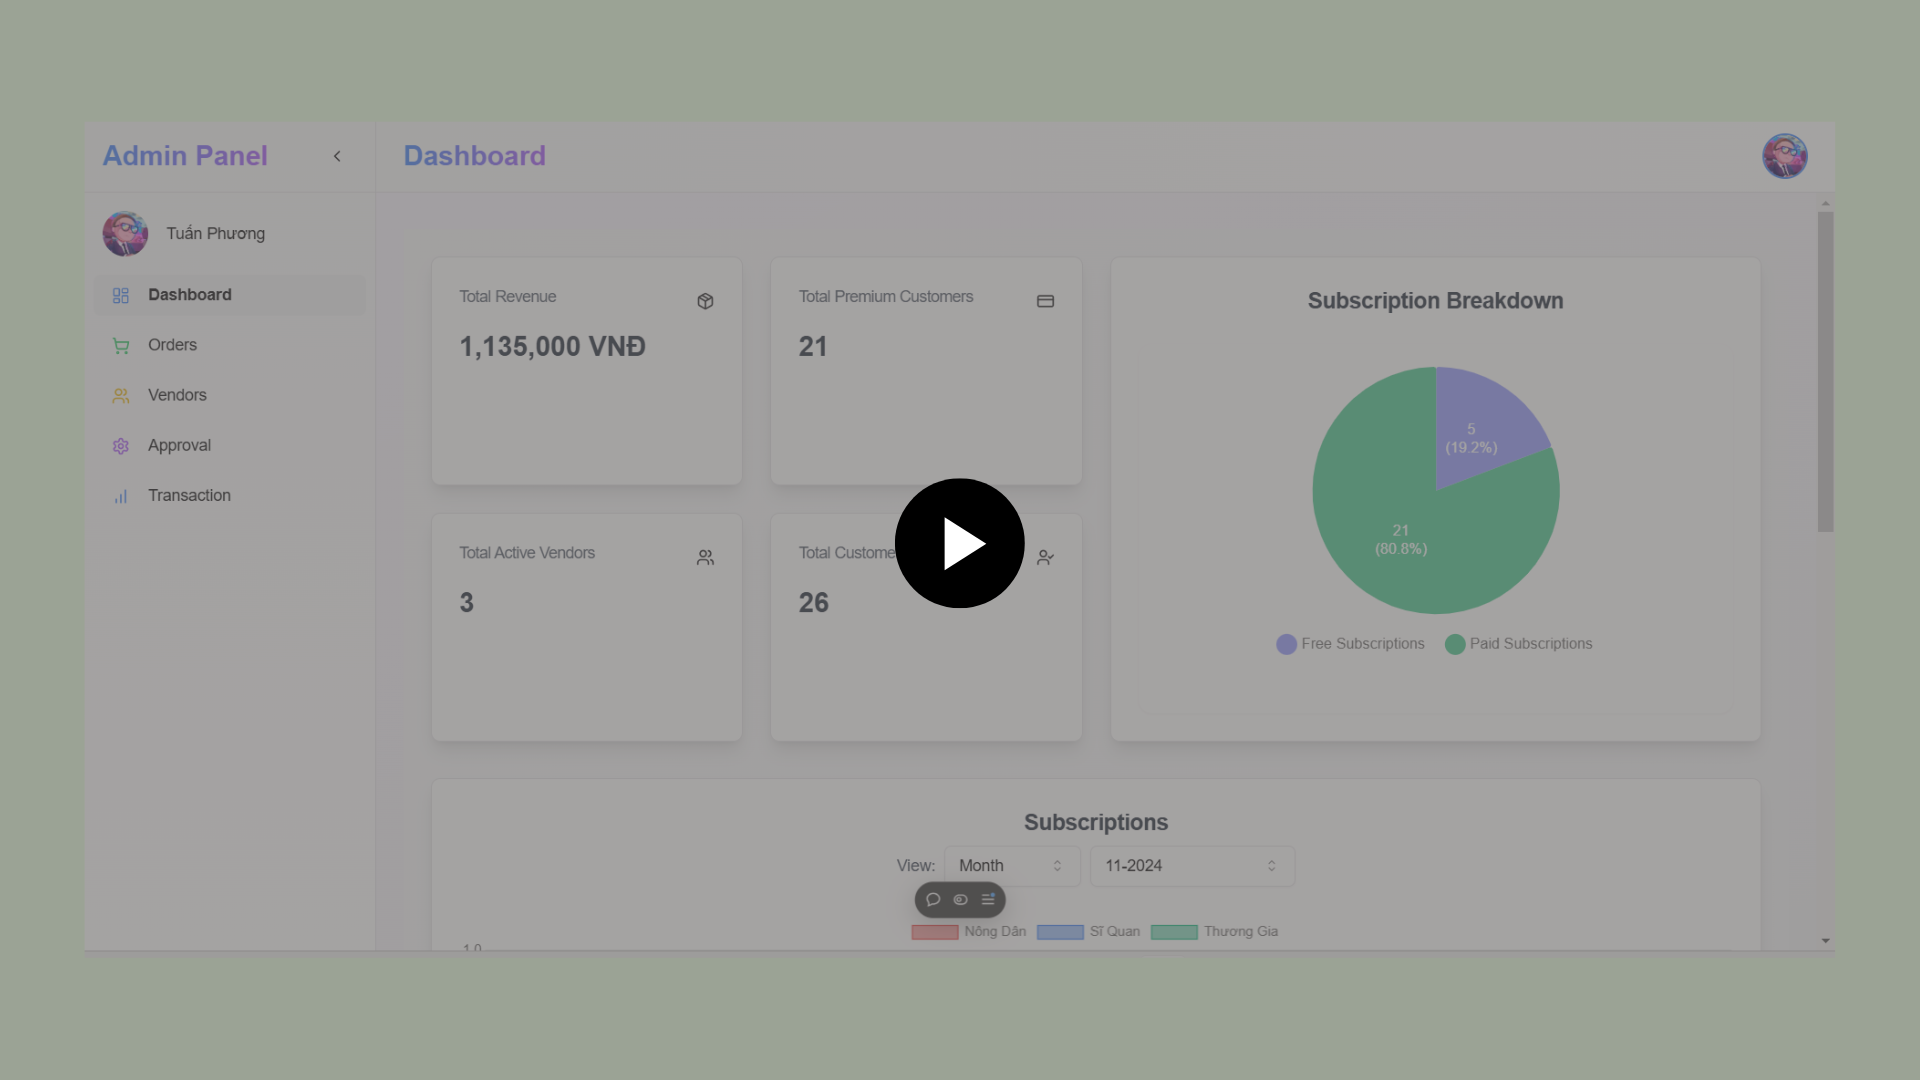 Admin Panel
Dashboard
Tuấn Phương
Dashboard
Orders
Vendors
Approval
Transaction
Total Revenue
1,135,000 VNĐ
Total Premium Customers
21
Total Active Vendors
3
Total Custome
26
Subscription Breakdown
5
(19.2%)
21
(80.8%)
Free Subscriptions
Paid Subscriptions
Subscriptions
View:
Month
11-2024
Nông Dân
Sĩ Quan
Thương Gia
1.0